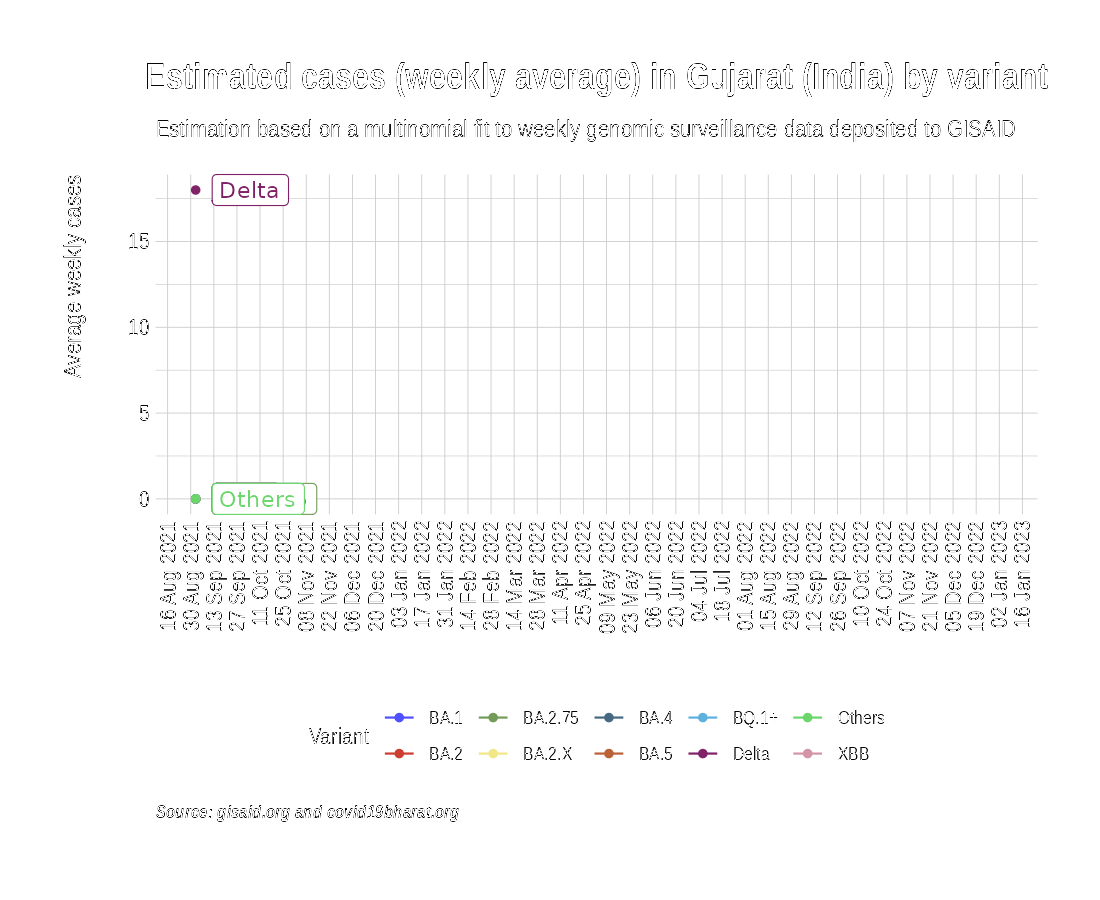 Estimated cases (weekly average) in Gujarat (India) by variant
Estimation based on a multinomial fit to weekly genomic surveillance data deposited to GISAID
Average weekly cases
Delta
15
10
5
0
Others
16 Aug 2021
30 Aug 2021
13 Sep 2021
27 Sep 2021
11 Oct 2021
25 Oct 2021
08 Nov 2021
22 Nov 2021
06 Dec 2021
20 Dec 2021
03 Jan 2022
17 Jan 2022
31 Jan 2022
14 Feb 2022
28 Feb 2022
14 Mar 2022
28 Mar 2022
11 Apr 2022
25 Apr 2022
09 May 2022
23 May 2022
06 Jun 2022
20 Jun 2022
04 Jul 2022
18 Jul 2022
01 Aug 2022
15 Aug 2022
29 Aug 2022
12 Sep 2022
26 Sep 2022
10 Oct 2022
24 Oct 2022
07 Nov 2022
21 Nov 2022
05 Dec 2022
19 Dec 2022
02 Jan 2023
16 Jan 2023
Variant
BA.1 BA.2.75 BA.4 BQ.1+ Others
BA.2 BA.2.X BA.5 Delta XBB
Source: gisaid.org and covid19bharat.org